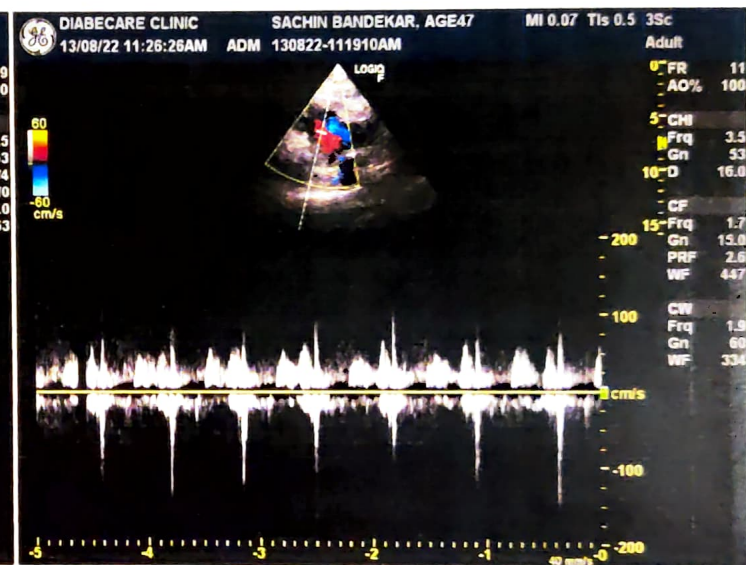 DIABECARE CLINIC SACHIN BANDEKAR, AGE47 MI 0.07 TIs 0.5 3Sc
13/08/22 11:26:26AM ADM 130822-111910AM Adult
LOGIQ
F
FR 11
AO% 100
CHI
Frq 3.5
Gn 53
D 16.0
CF
Frq 1.7
Gn 15.0
PRF 2.6
WF 447
CW
Frq 1.9
Gn 60
WF 334
0
5
10
15
60
-60
cm/s
200
100
cm/s
-100
-200
-5 -4 -3 -2 -1 -0
40 mm/s